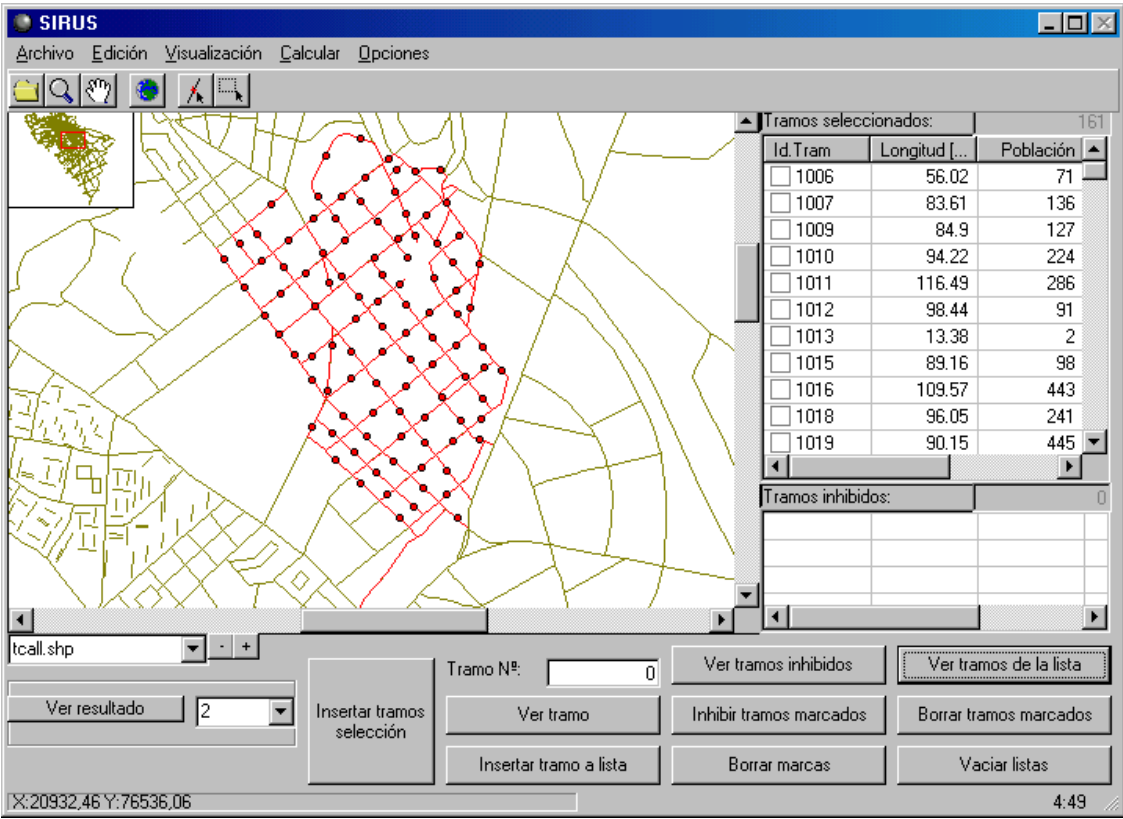 SIRUS
Archivo Edición Visualización Calcular Opciones
Tramos seleccionados: 161
Id.Tram Longitud [... Población
1006 56.02 71
1007 83.61 136
1009 84.9 127
1010 94.22 224
1011 116.49 286
1012 98.44 91
1013 13.38 2
1015 89.16 98
1016 109.57 443
1018 96.05 241
1019 90.15 445
Tramos inhibidos: 0
tcall.shp - +
Ver resultado 2
Insertar tramos
selección
Tramo Nº: 0
Ver tramo
Insertar tramo a lista
Ver tramos inhibidos
Inhibir tramos marcados
Borrar marcas
Ver tramos de la lista
Borrar tramos marcados
Vaciar listas
X:20932,46 Y:76536,06 4:49